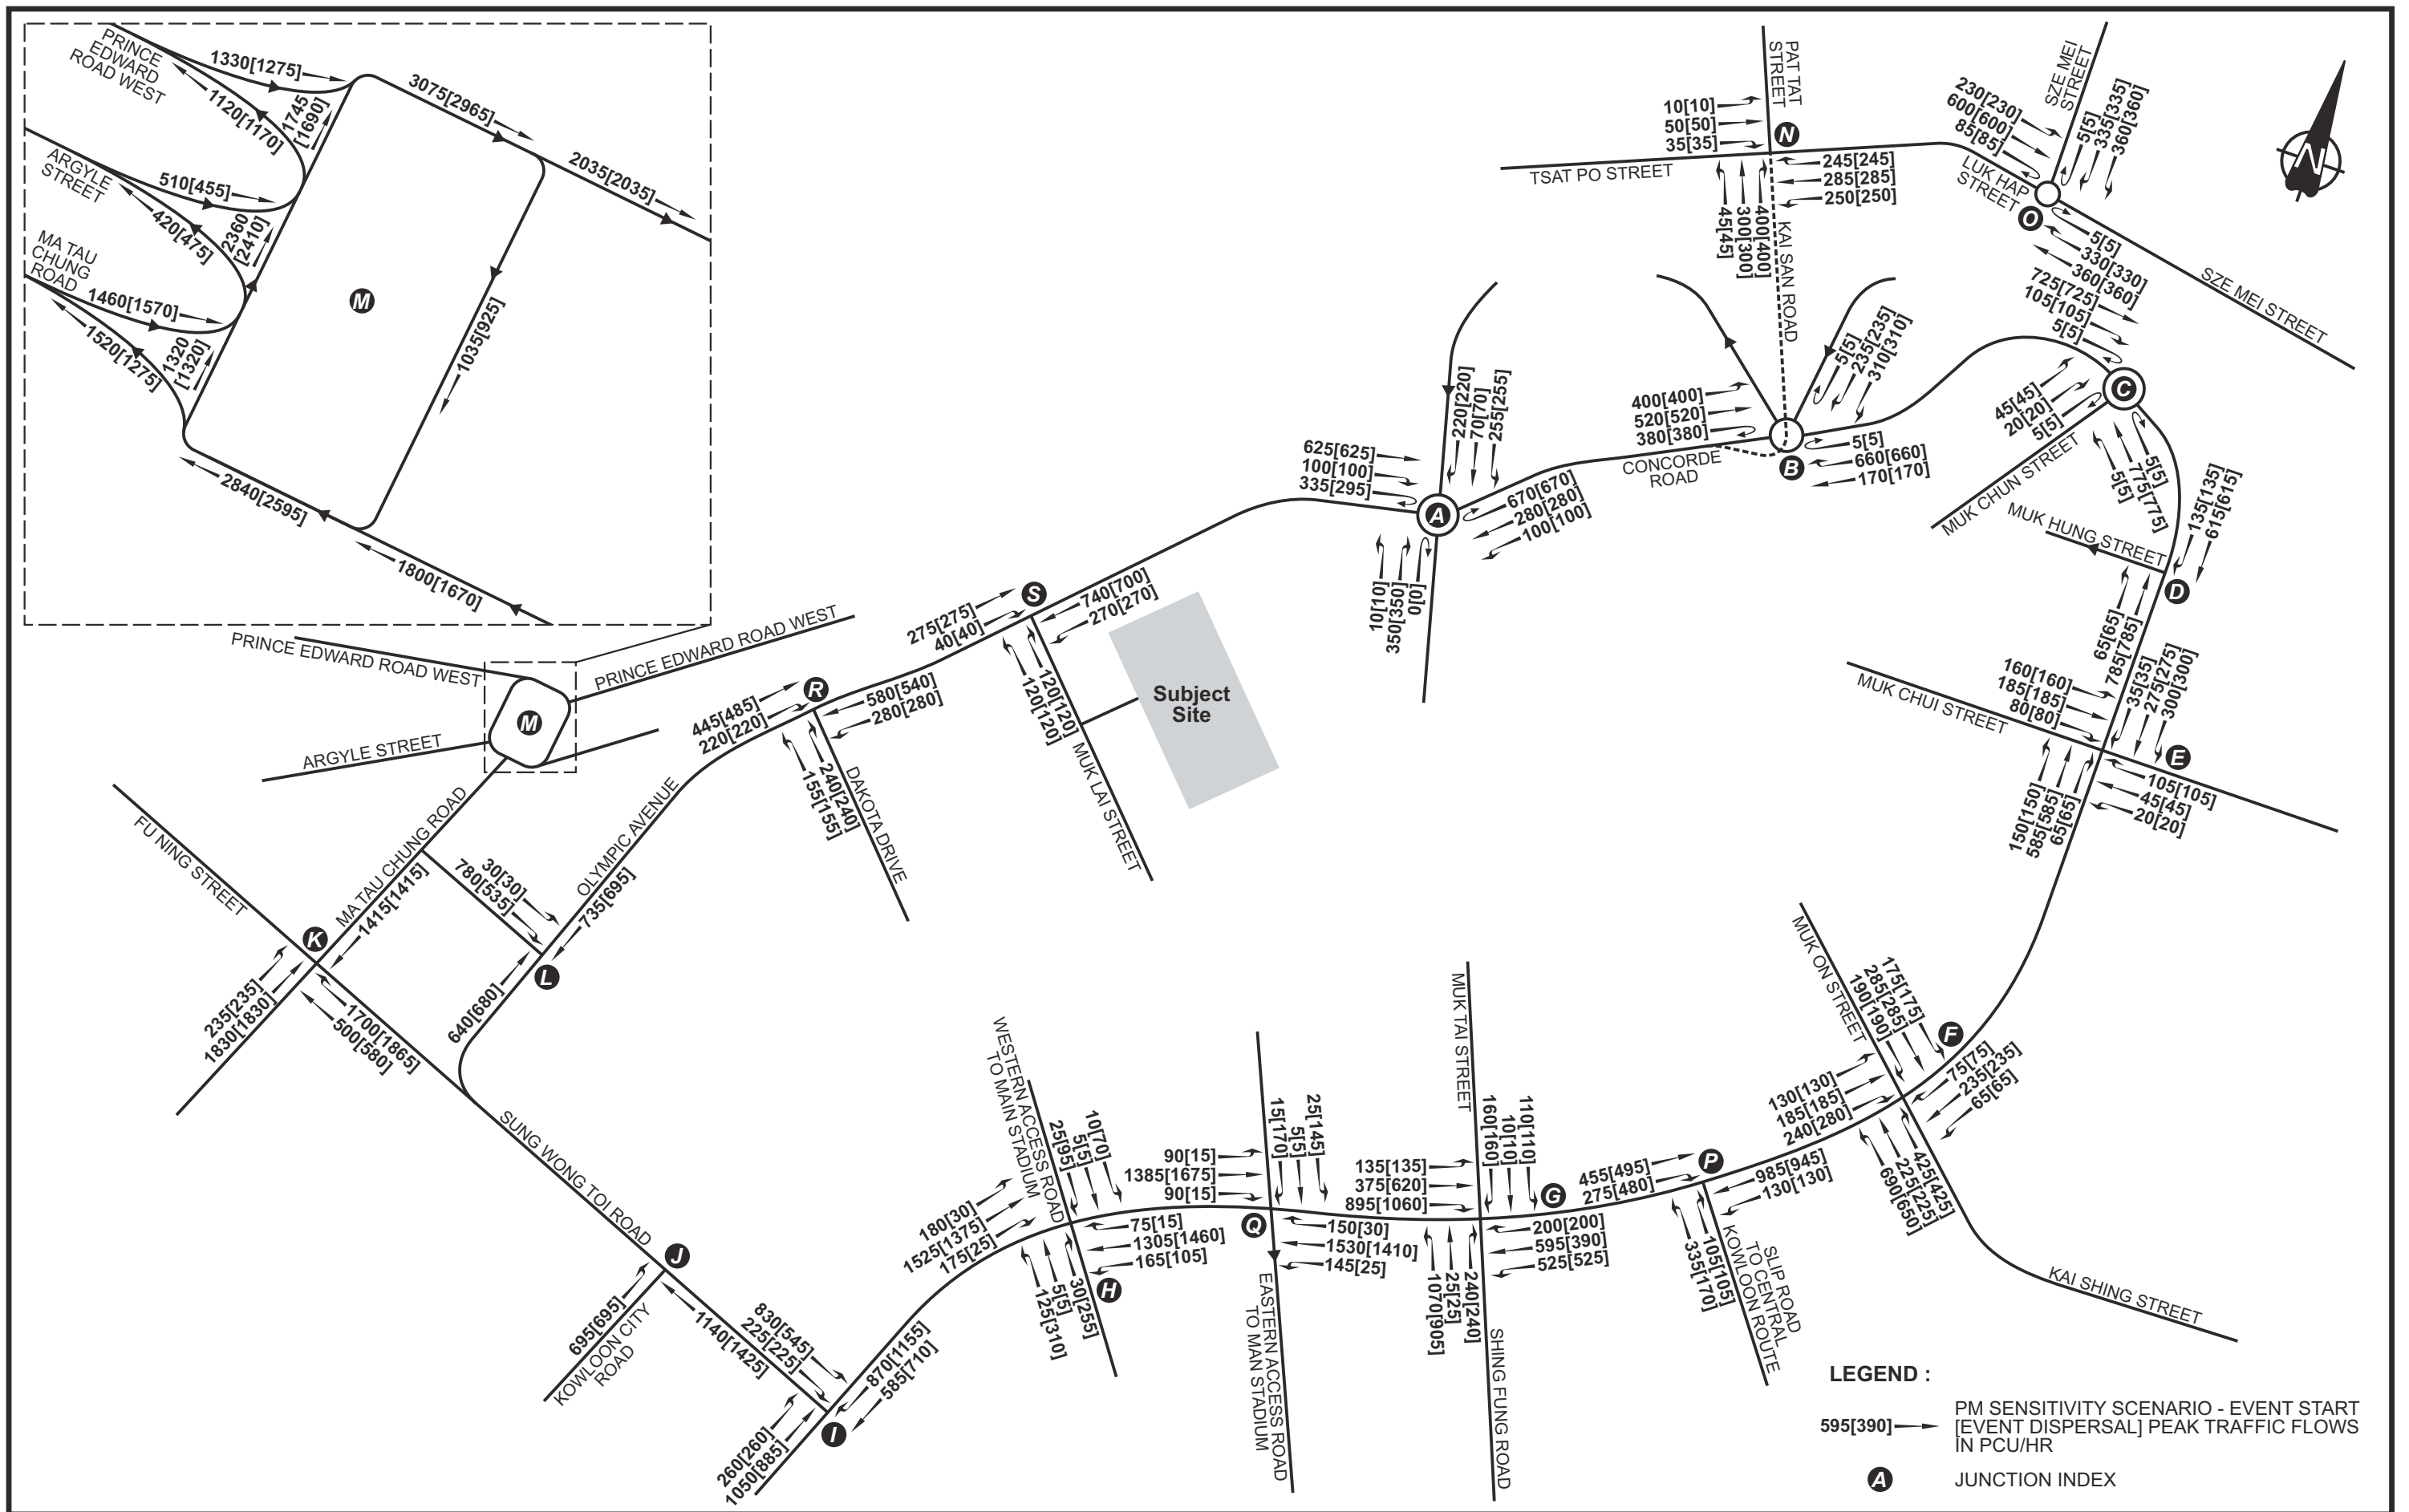 PRINCE
EDWARD
ROAD WEST
1330[1275]
1120[1170]
1745
[1690]
3075[2965]
2035[2035]
ARGYLE
STREET
510[455]
420[475]
2360
[2410]
MA TAU
CHUNG
ROAD
1460[1570]
1520[1275]
1320
[1320]
M
1035[925]
2840[2595]
1800[1670]
PRINCE EDWARD ROAD WEST
PRINCE EDWARD ROAD WEST
M
ARGYLE STREET
MA TAU CHUNG ROAD
FU NING STREET
K
1415[1415]
235[235]
1830[1830]
1700[1865]
500[580]
30[30]
780[535]
OLYMPIC AVENUE
735[695]
L
640[680]
445[485]
220[220]
R
580[540]
280[280]
240[240]
155[155]
DAKOTA DRIVE
275[275]
40[40]
S
740[700]
270[270]
120[120]
120[120]
MUK LAI STREET
Subject
Site
625[625]
100[100]
335[295]
220[220]
70[70]
255[255]
A
670[670]
280[280]
100[100]
10[10]
350[350]
0[0]
CONCORDE
ROAD
400[400]
520[520]
380[380]
B
5[5]
235[235]
310[310]
5[5]
660[660]
170[170]
PAT TAT
STREET
10[10]
50[50]
35[35]
N
TSAT PO STREET
245[245]
285[285]
250[250]
45[45]
300[300]
400[400]
KAI SAN ROAD
SZE MEI
STREET
230[230]
600[600]
85[85]
5[5]
335[335]
360[360]
LUK HAP
STREET
O
5[5]
330[330]
360[360]
SZE MEI STREET
N
725[725]
105[105]
5[5]
C
45[45]
20[20]
5[5]
MUK CHUN STREET
5[5]
775[775]
5[5]
MUK HUNG STREET
135[135]
615[615]
D
65[65]
785[785]
160[160]
185[185]
80[80]
MUK CHUI STREET
35[35]
275[275]
300[300]
E
105[105]
45[45]
20[20]
150[150]
585[585]
65[65]
MUK ON STREET
175[175]
285[285]
190[190]
F
75[75]
235[235]
65[65]
130[130]
185[185]
240[280]
425[425]
225[225]
690[650]
KAI SHING STREET
455[495]
275[480]
P
985[945]
130[130]
105[105]
335[170]
SLIP ROAD
TO CENTRAL
KOWLOON ROUTE
MUK TAI STREET
160[160]
10[10]
110[110]
G
135[135]
375[620]
895[1060]
200[200]
595[390]
525[525]
1070[905]
25[25]
240[240]
SHING FUNG ROAD
15[170]
5[5]
25[145]
90[15]
1385[1675]
90[15]
Q
150[30]
1530[1410]
145[25]
EASTERN ACCESS ROAD
TO MAN STADIUM
WESTERN ACCESS ROAD
TO MAIN STADIUM
25[95]
5[5]
10[70]
180[30]
1525[1375]
175[25]
75[15]
1305[1460]
165[105]
H
30[255]
5[5]
125[310]
SUNG WONG TOI ROAD
J
695[695]
KOWLOON CITY
ROAD
830[545]
225[225]
1140[1425]
870[1155]
585[710]
I
260[260]
1050[885]
LEGEND :
595[390]
PM SENSITIVITY SCENARIO - EVENT START
[EVENT DISPERSAL] PEAK TRAFFIC FLOWS
IN PCU/HR
A
JUNCTION INDEX